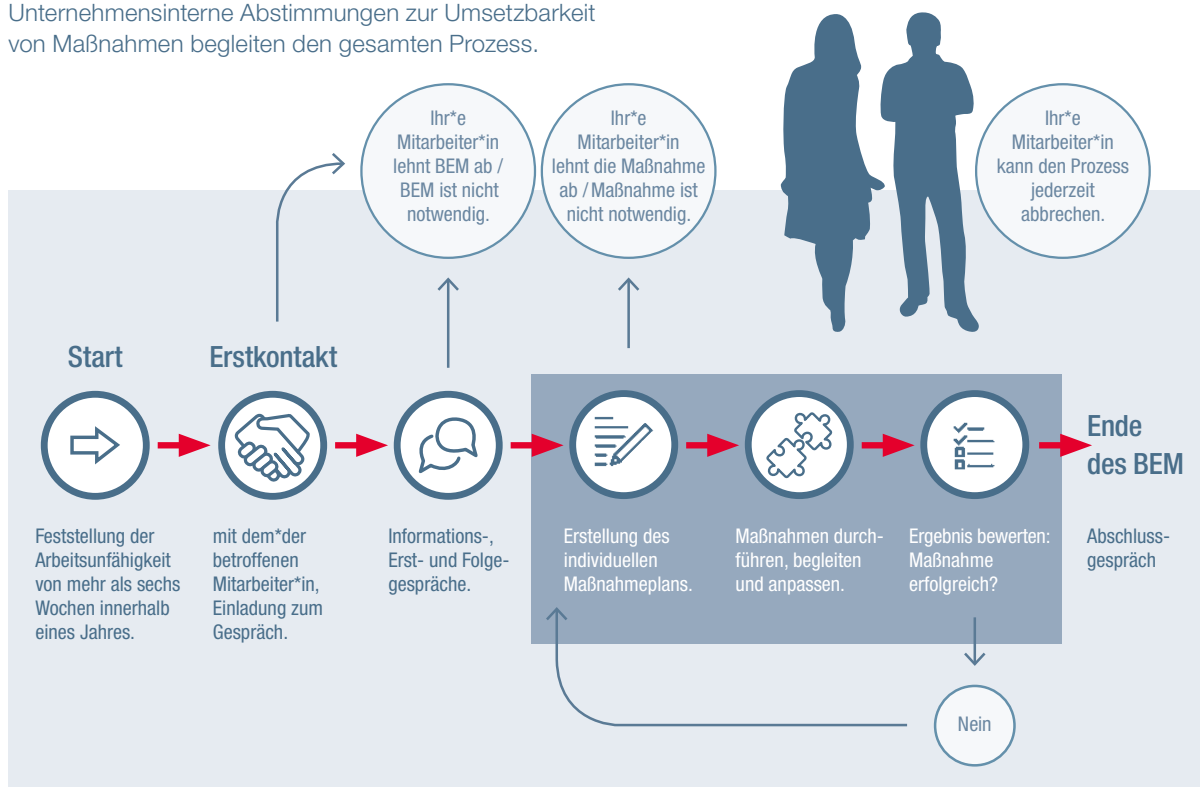 Unternehmensinterne Abstimmungen zur Umsetzbarkeit
von Maßnahmen begleiten den gesamten Prozess.
Ihr*e
Mitarbeiter*in
lehnt BEM ab /
BEM ist nicht
notwendig.
Ihr*e
Mitarbeiter*in
lehnt die Maßnahme
ab / Maßnahme ist
nicht notwendig.
Ihr*e
Mitarbeiter*in
kann den Prozess
jederzeit
abbrechen.
Start
Feststellung der
Arbeitsunfähigkeit
von mehr als sechs
Wochen innerhalb
eines Jahres.
Erstkontakt
mit dem*der
betroffenen
Mitarbeiter*in,
Einladung zum
Gespräch.
Informations-,
Erst- und Folge-
gespräche.
Erstellung des
individuellen
Maßnahmeplans.
Maßnahmen durch-
führen, begleiten
und anpassen.
Ergebnis bewerten:
Maßnahme
erfolgreich?
Ende
des BEM
Abschluss-
gespräch
Nein